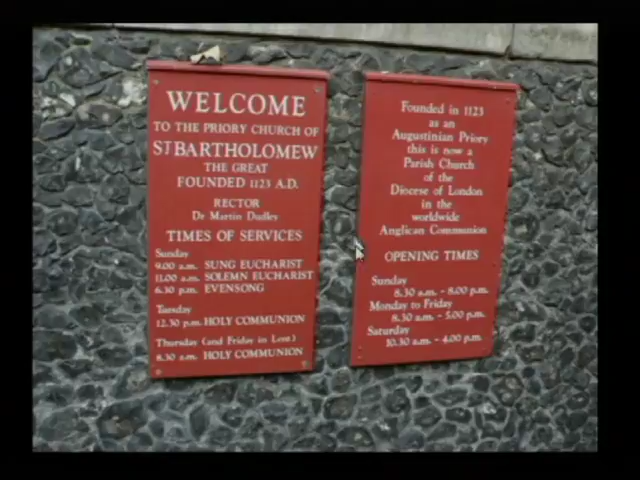 WELCOME
TO THE PRIORY CHURCH OF
ST BARTHOLOMEW
THE GREAT
FOUNDED 1123 A.D.
RECTOR
Dr Martin Dudley
TIMES OF SERVICES
Sunday
9.00 a.m. SUNG EUCHARIST
11.00 a.m. SOLEMN EUCHARIST
6.30 p.m. EVENSONG
Tuesday
12.30 p.m. HOLY COMMUNION
Thursday (and Friday in Lent)
8.30 a.m. HOLY COMMUNION
Founded in 1123
as an
Augustinian Priory
this is now a
Parish Church
of the
Diocese of London
in the
worldwide
Anglican Communion
OPENING TIMES
Sunday
8.30 a.m. - 8.00 p.m.
Monday to Friday
8.30 a.m. - 5.00 p.m.
Saturday
10.30 a.m. - 4.00 p.m.